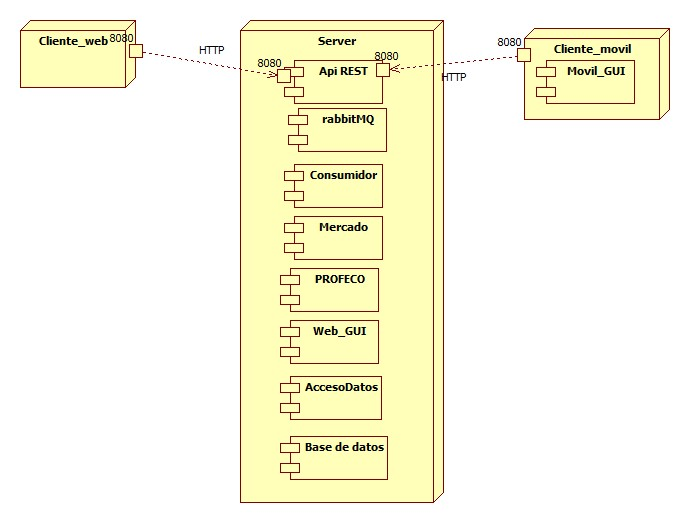 Cliente_web
8080
HTTP
Server
8080
Api REST
8080
HTTP
8080
Cliente_movil
Movil_GUI
rabbitMQ
Consumidor
Mercado
PROFECO
Web_GUI
AccesoDatos
Base de datos